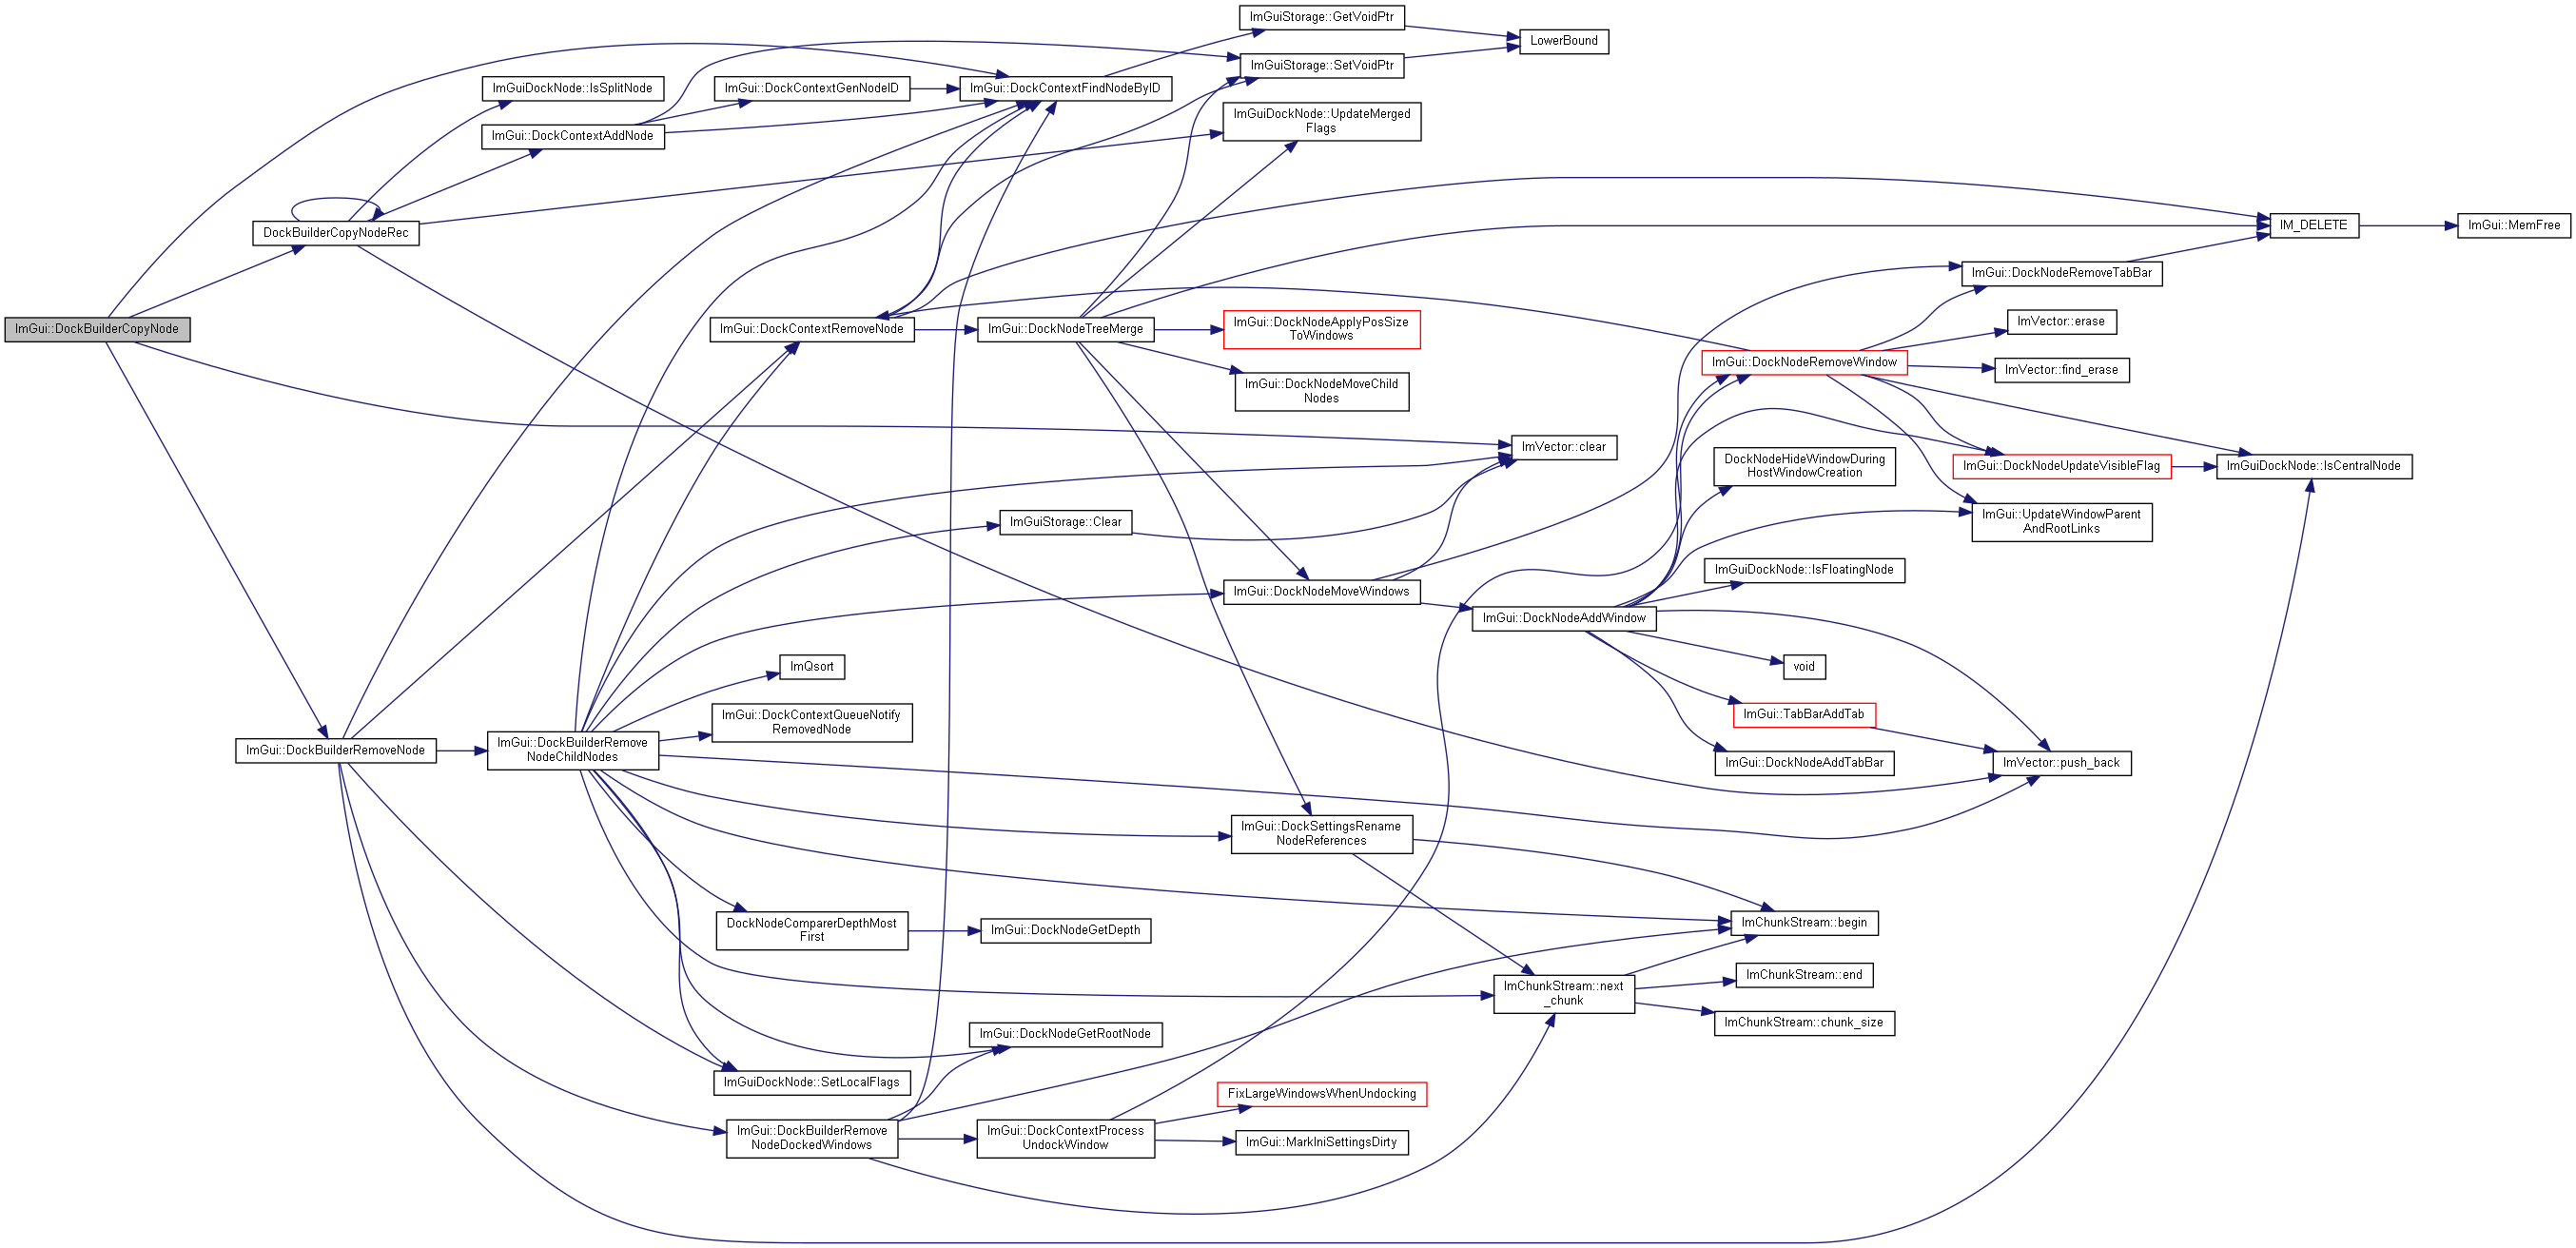 ImGuiStorage::GetVoidPtr
LowerBound
ImGuiStorage::SetVoidPtr
ImGuiDockNode::IsSplitNode
ImGui::DockContextGenNodeID
ImGui::DockContextFindNodeByID
ImGuiDockNode::UpdateMerged
Flags
ImGui::DockContextAddNode
DockBuilderCopyNodeRec
IM_DELETE
ImGui::MemFree
ImGui::DockNodeRemoveTabBar
ImGui::DockBuilderCopyNode
ImGui::DockContextRemoveNode
ImGui::DockNodeTreeMerge
ImGui::DockNodeApplyPosSize
ToWindows
ImVector::erase
ImGui::DockNodeRemoveWindow
ImVector::find_erase
ImGui::DockNodeMoveChild
Nodes
ImVector::clear
DockNodeHideWindowDuring
HostWindowCreation
ImGui::DockNodeUpdateVisibleFlag
ImGuiDockNode::IsCentralNode
ImGuiStorage::Clear
ImGui::UpdateWindowParent
AndRootLinks
ImGuiDockNode::IsFloatingNode
ImGui::DockNodeMoveWindows
ImGui::DockNodeAddWindow
ImQsort
void
ImGui::DockContextQueueNotify
RemovedNode
ImGui::TabBarAddTab
ImGui::DockBuilderRemoveNode
ImGui::DockBuilderRemove
NodeChildNodes
ImGui::DockNodeAddTabBar
ImVector::push_back
ImGui::DockSettingsRename
NodeReferences
DockNodeComparerDepthMost
First
ImGui::DockNodeGetDepth
ImChunkStream::begin
ImChunkStream::end
ImChunkStream::next
_chunk
ImChunkStream::chunk_size
ImGui::DockNodeGetRootNode
ImGuiDockNode::SetLocalFlags
FixLargeWindowsWhenUndocking
ImGui::DockBuilderRemove
NodeDockedWindows
ImGui::DockContextProcess
UndockWindow
ImGui::MarkIniSettingsDirty